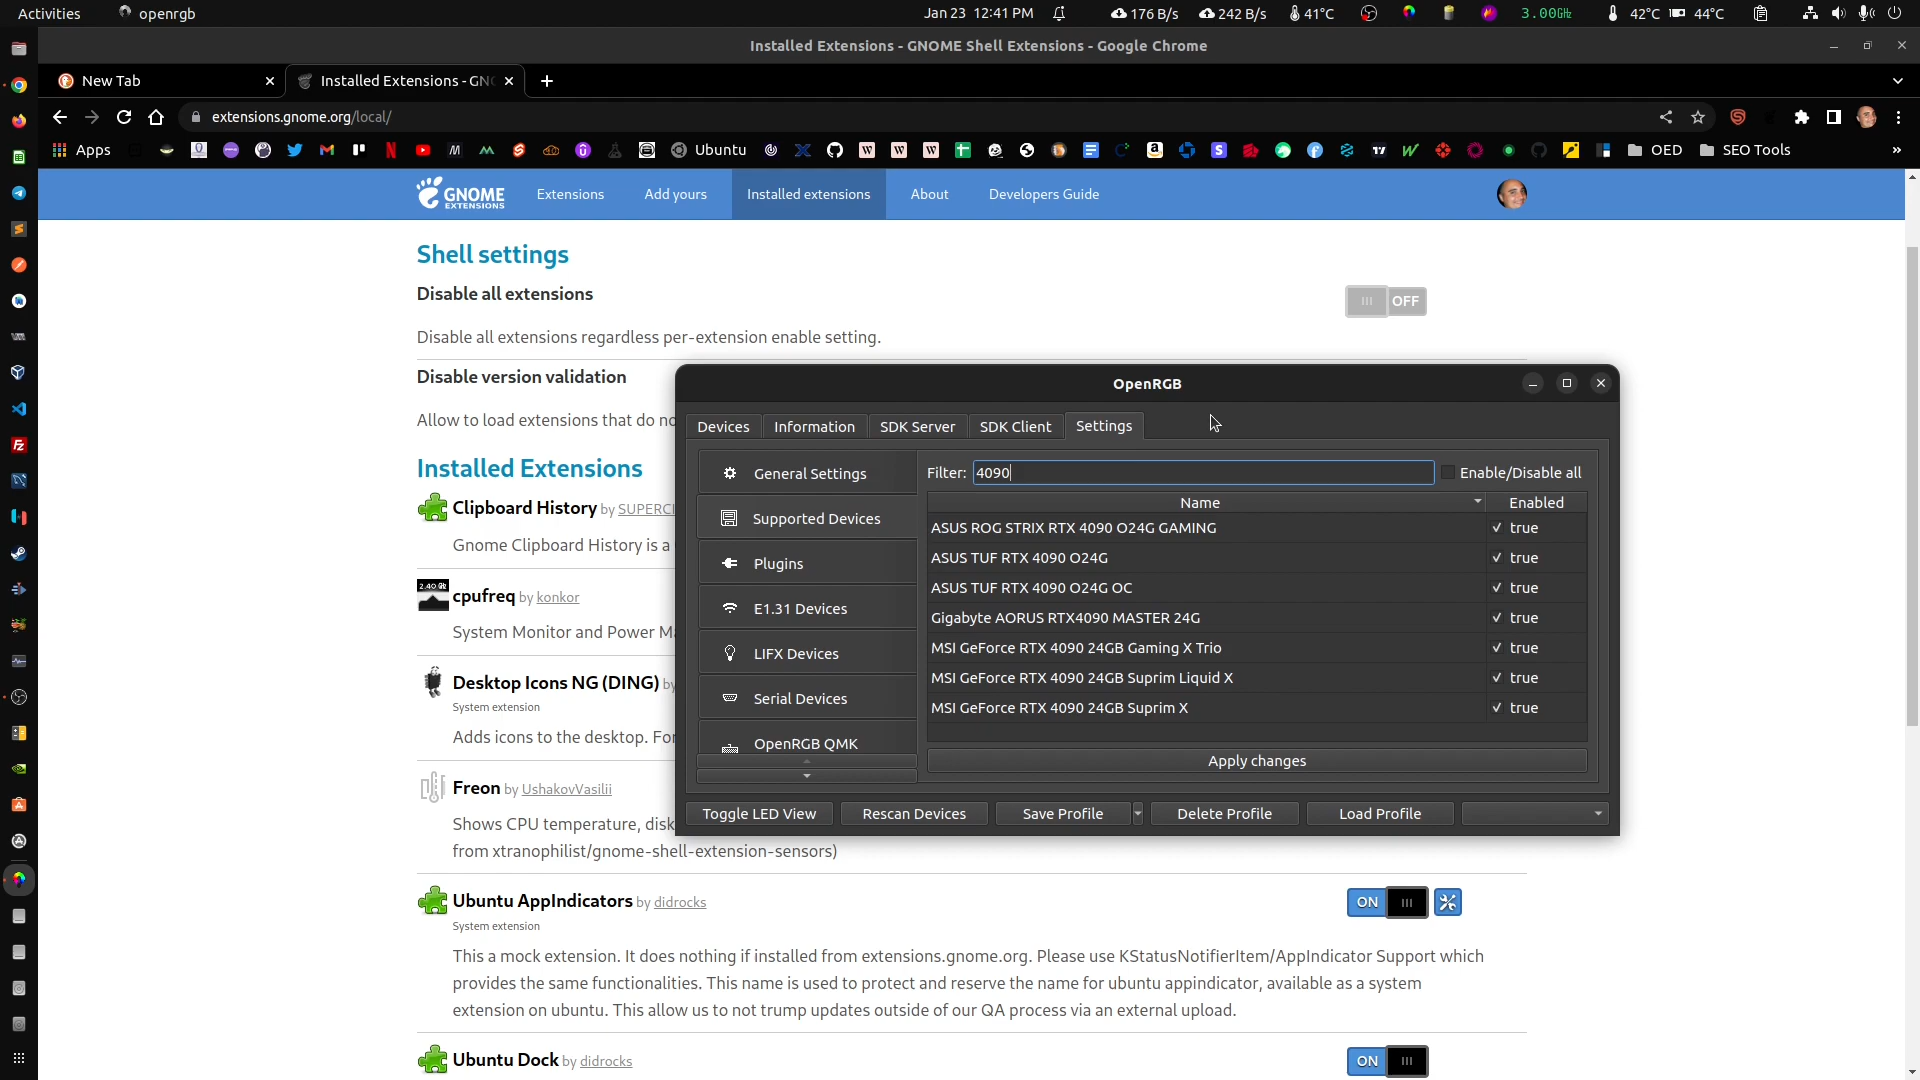 Activities
openrgb
Jan 23 12:41 PM
176 B/s
242 B/s
41°C
3.00GHz
42°C
44°C
Installed Extensions - GNOME Shell Extensions - Google Chrome
New Tab
Installed Extensions - GN
extensions.gnome.org/local/
Apps
Ubuntu
OED
SEO Tools
»
GNOME
EXTENSIONS
Extensions
Add yours
Installed extensions
About
Developers Guide
Shell settings
Disable all extensions
OFF
Disable all extensions regardless per-extension enable setting.
Disable version validation
Allow to load extensions that do no
Installed Extensions
Clipboard History by SUPERCI
Gnome Clipboard History is a
cpufreq by konkor
System Monitor and Power Ma
Desktop Icons NG (DING) by
System extension
Adds icons to the desktop. For
Freon by UshakovVasilii
Shows CPU temperature, disk
from xtranophilist/gnome-shell-extension-sensors)
Ubuntu AppIndicators by didrocks
System extension
ON
This a mock extension. It does nothing if installed from extensions.gnome.org. Please use KStatusNotifierItem/AppIndicator Support which
provides the same functionalities. This name is used to protect and reserve the name for ubuntu appindicator, available as a system
extension on ubuntu. This allow us to not trump updates outside of our QA process via an external upload.
Ubuntu Dock by didrocks
ON
OpenRGB
Devices
Information
SDK Server
SDK Client
Settings
General Settings
Supported Devices
Plugins
E1.31 Devices
LIFX Devices
Serial Devices
OpenRGB QMK
Filter: 4090
Enable/Disable all
Name
Enabled
ASUS ROG STRIX RTX 4090 O24G GAMING
true
ASUS TUF RTX 4090 O24G
true
ASUS TUF RTX 4090 O24G OC
true
Gigabyte AORUS RTX4090 MASTER 24G
true
MSI GeForce RTX 4090 24GB Gaming X Trio
true
MSI GeForce RTX 4090 24GB Suprim Liquid X
true
MSI GeForce RTX 4090 24GB Suprim X
true
Apply changes
Toggle LED View
Rescan Devices
Save Profile
Delete Profile
Load Profile